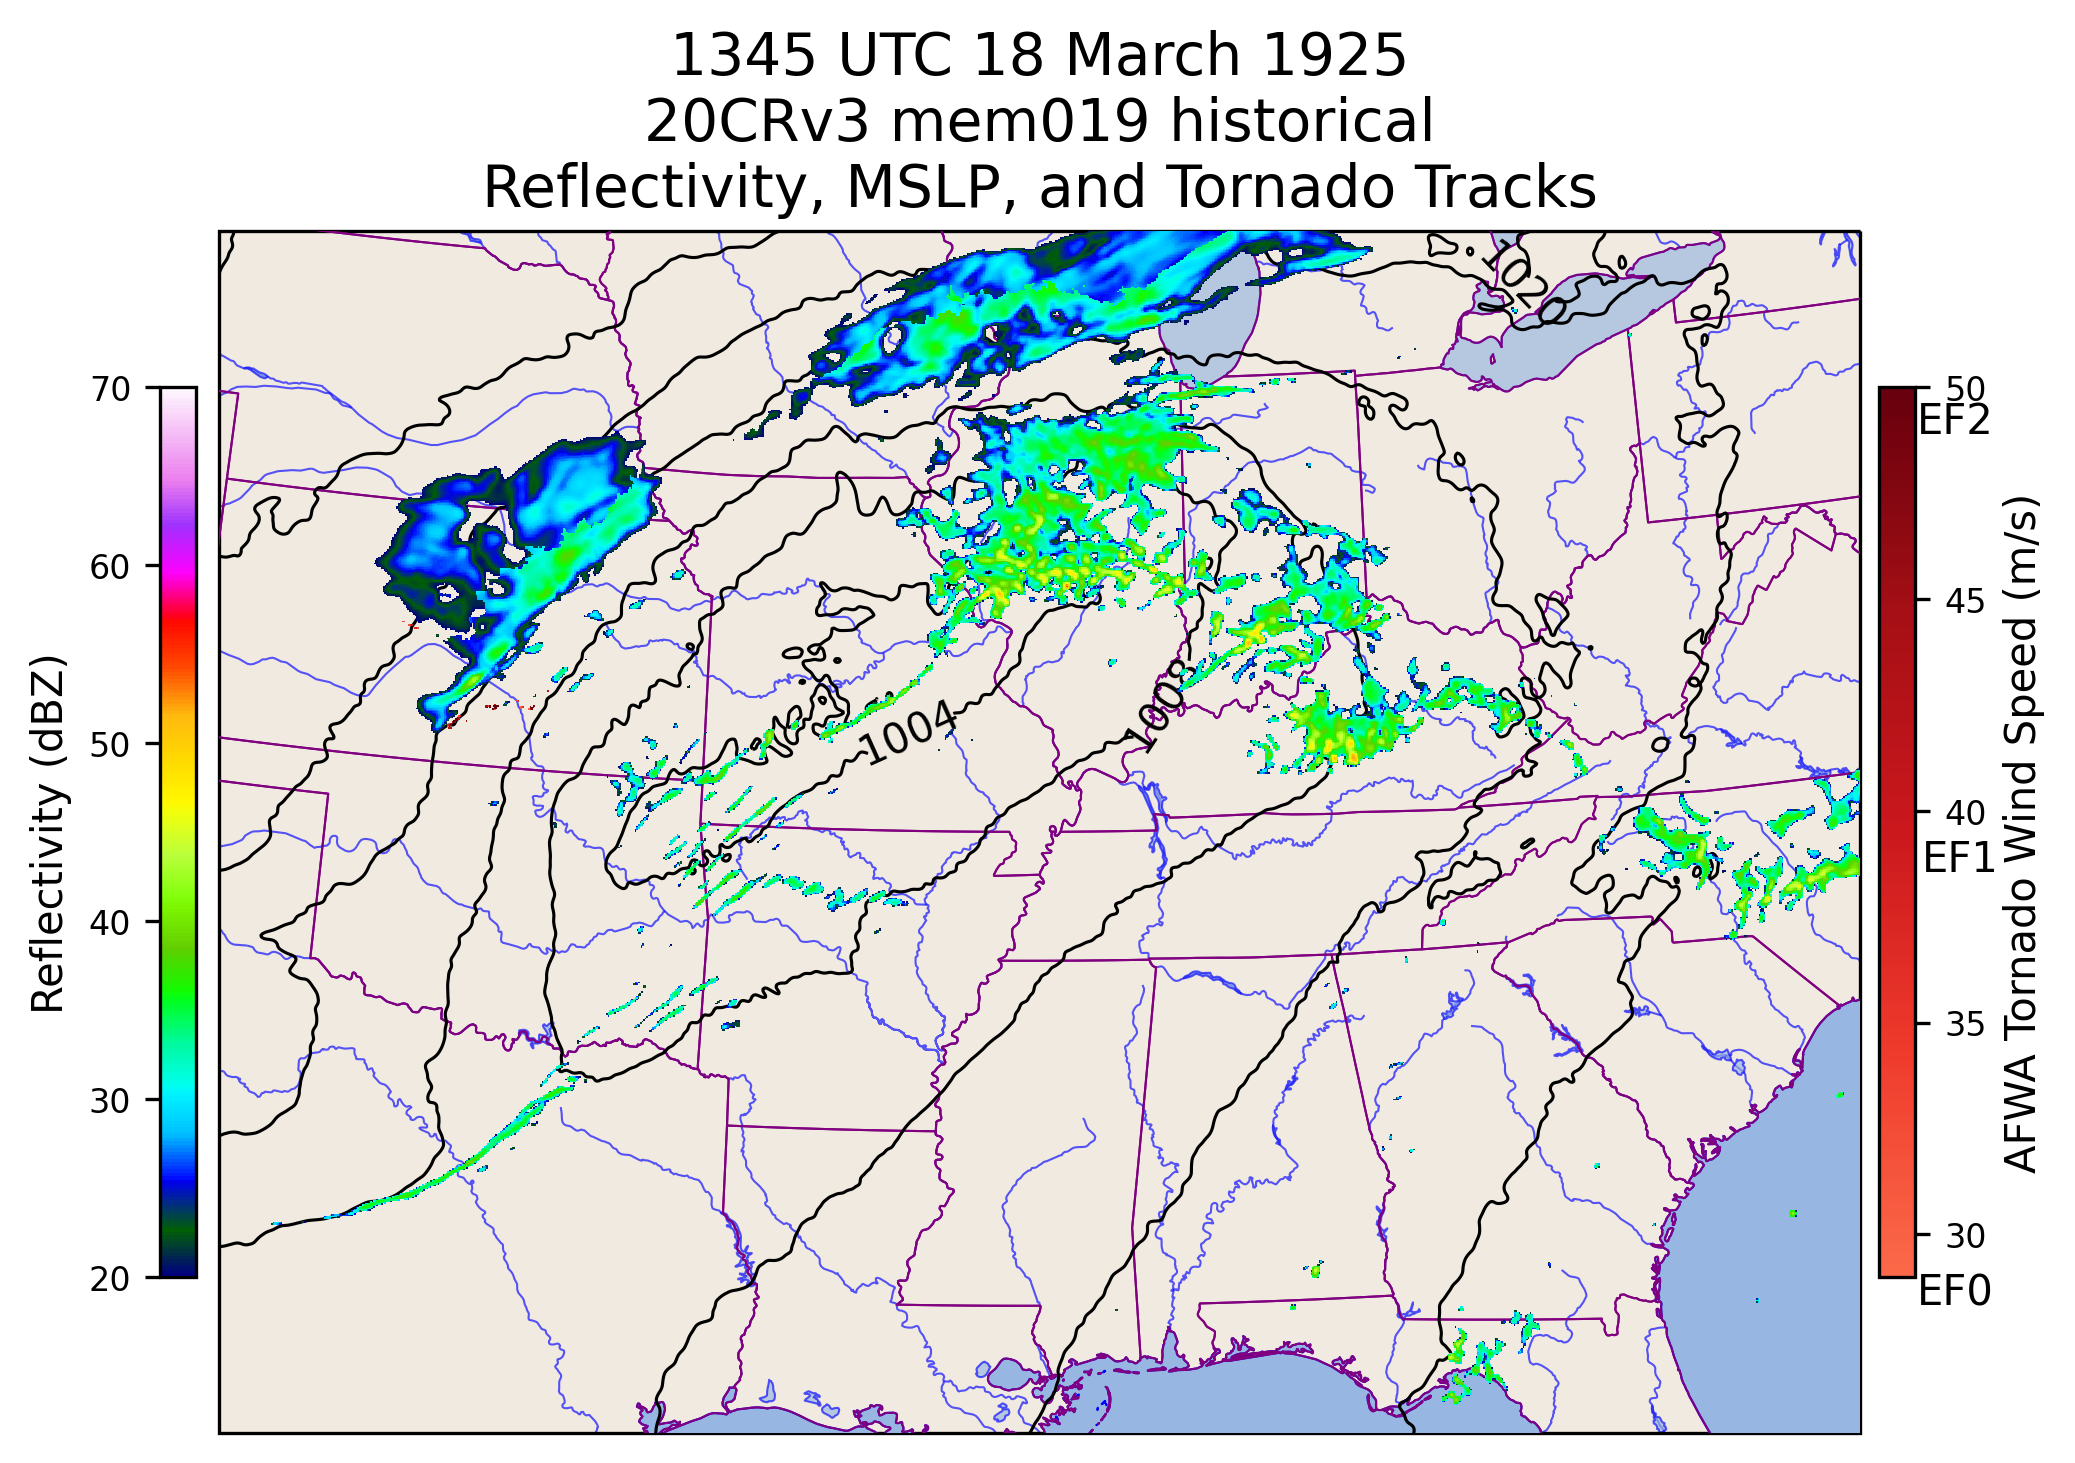 1345 UTC 18 March 1925
20CRv3 mem019 historical
Reflectivity, MSLP, and Tornado Tracks
Reflectivity (dBZ)
70
60
50
40
30
20
1020
1004
1008
50
EF2
45
40
EF1
35
30
EF0
AFWA Tornado Wind Speed (m/s)